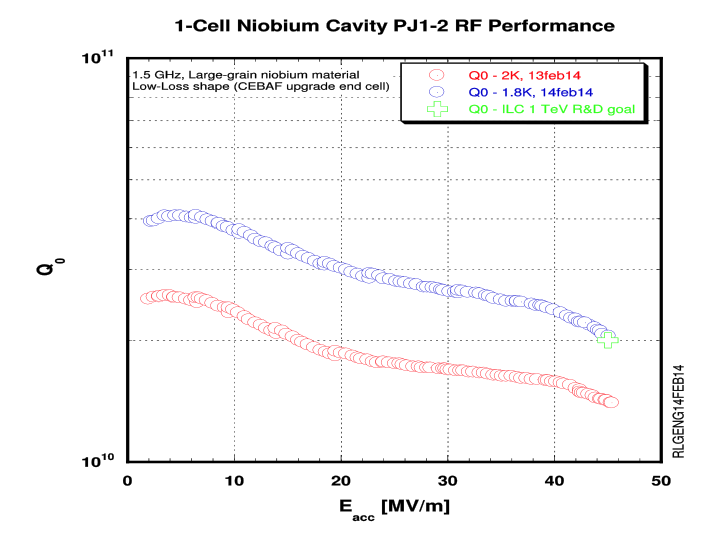 1-Cell Niobium Cavity PJ1-2 RF Performance
10¹¹
1.5 GHz, Large-grain niobium material
Low-Loss shape (CEBAF upgrade end cell)
Q0 - 2K, 13feb14
Q0 - 1.8K, 14feb14
Q0 - ILC 1 TeV R&D goal
Q₀
10¹⁰
0 10 20 30 40 50
E_acc [MV/m]
RLGENG14FEB14